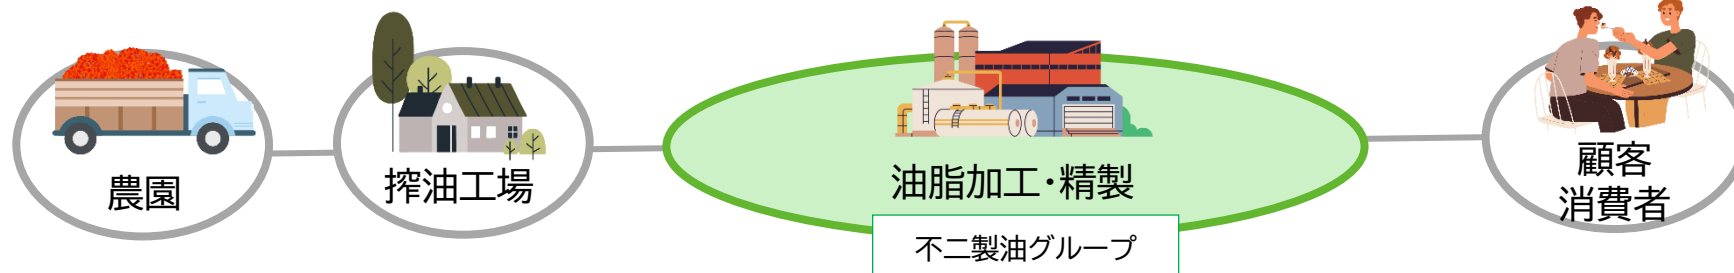 農園
搾油工場
油脂加工･精製
不二製油グループ
顧客
消費者